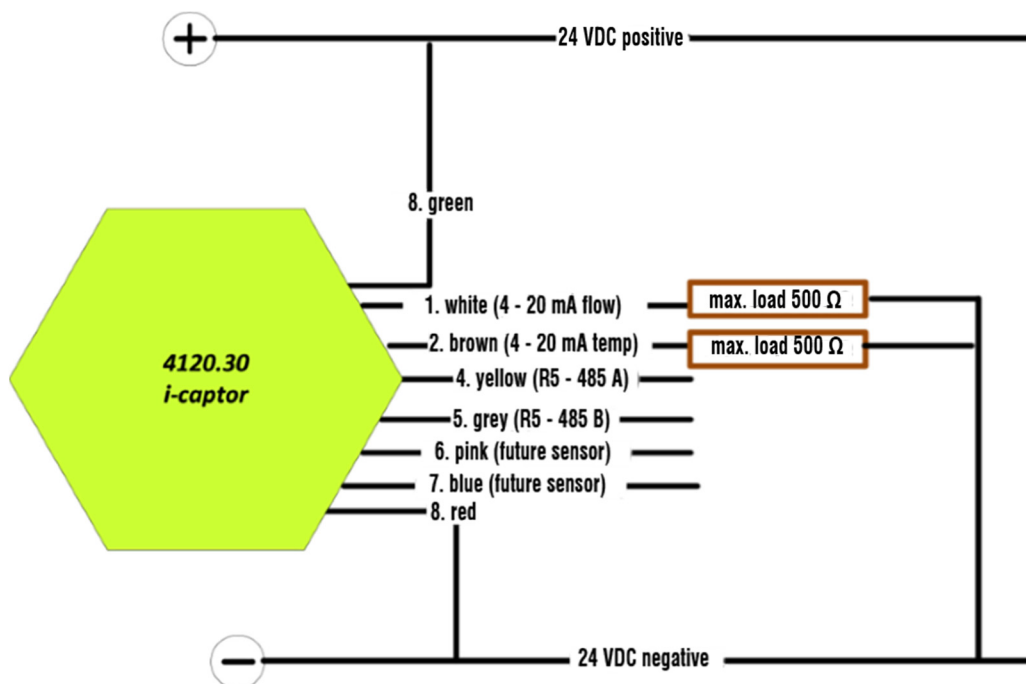 +
24 VDC positive
8. green
1. white (4 - 20 mA flow)
max. load 500 Ω
2. brown (4 - 20 mA temp)
max. load 500 Ω
4120.30
i-captor
4. yellow (R5 - 485 A)
5. grey (R5 - 485 B)
6. pink (future sensor)
7. blue (future sensor)
8. red
−
24 VDC negative